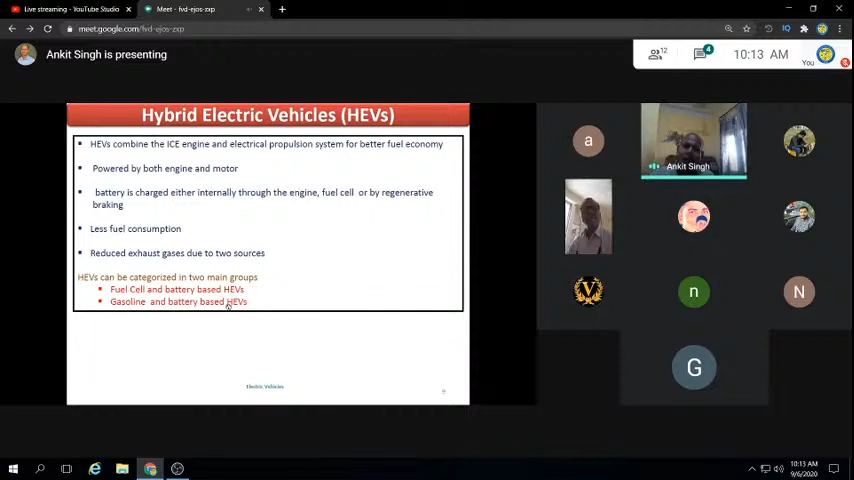 Live streaming - YouTube Studio
Meet - fvd-ejos-zxp
meet.google.com/fvd-ejos-zxp
Ankit Singh is presenting
12
4
10:13 AM
You
Hybrid Electric Vehicles (HEVs)
HEVs combine the ICE engine and electrical propulsion system for better fuel economy
Powered by both engine and motor
battery is charged either internally through the engine, fuel cell or by regenerative
braking
Less fuel consumption
Reduced exhaust gases due to two sources
HEVs can be categorized in two main groups
Fuel Cell and battery based HEVs
Gasoline and battery based HEVs
Electric Vehicles
a
Ankit Singh
V
n
N
G
10:13 AM
9/6/2020